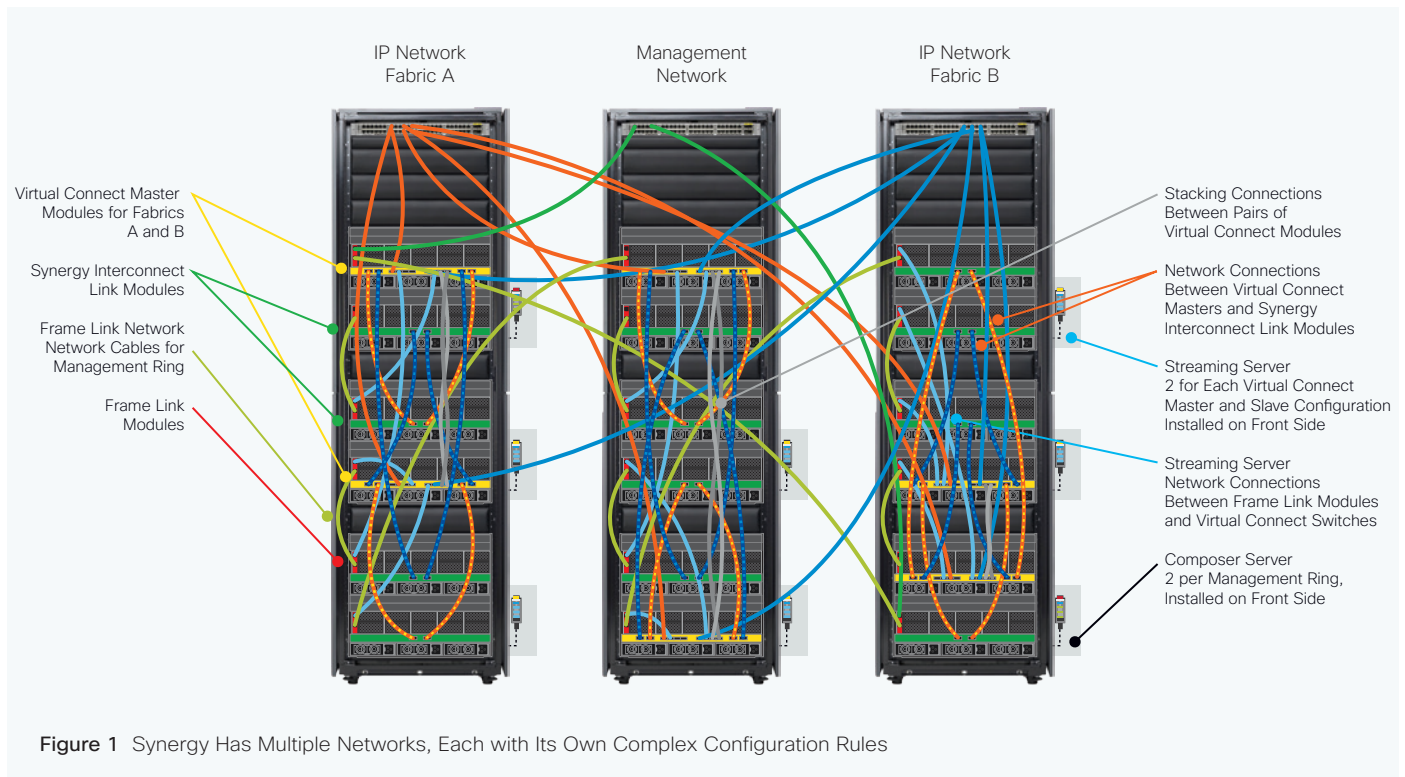 IP Network
Fabric A
Management
Network
IP Network
Fabric B
Virtual Connect Master
Modules for Fabrics
A and B
Synergy Interconnect
Link Modules
Frame Link Network
Network Cables for
Management Ring
Frame Link
Modules
Stacking Connections
Between Pairs of
Virtual Connect Modules
Network Connections
Between Virtual Connect
Masters and Synergy
Interconnect Link Modules
Streaming Server
2 for Each Virtual Connect
Master and Slave Configuration
Installed on Front Side
Streaming Server
Network Connections
Between Frame Link Modules
and Virtual Connect Switches
Composer Server
2 per Management Ring,
Installed on Front Side
Figure 1 Synergy Has Multiple Networks, Each with Its Own Complex Configuration Rules